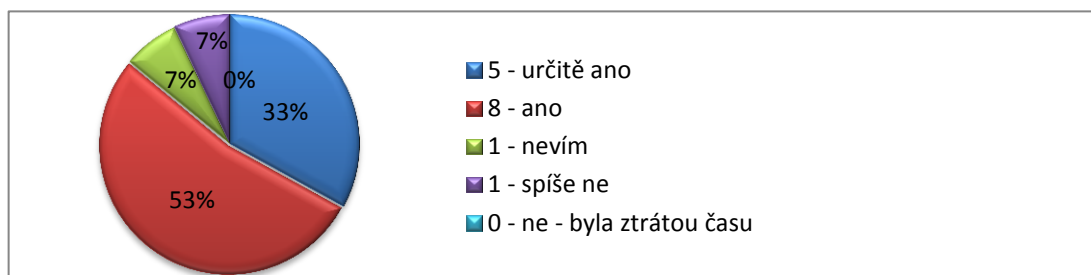 7%
7%
0%
33%
53%
5 - určitě ano
8 - ano
1 - nevím
1 - spíše ne
0 - ne - byla ztrátou času